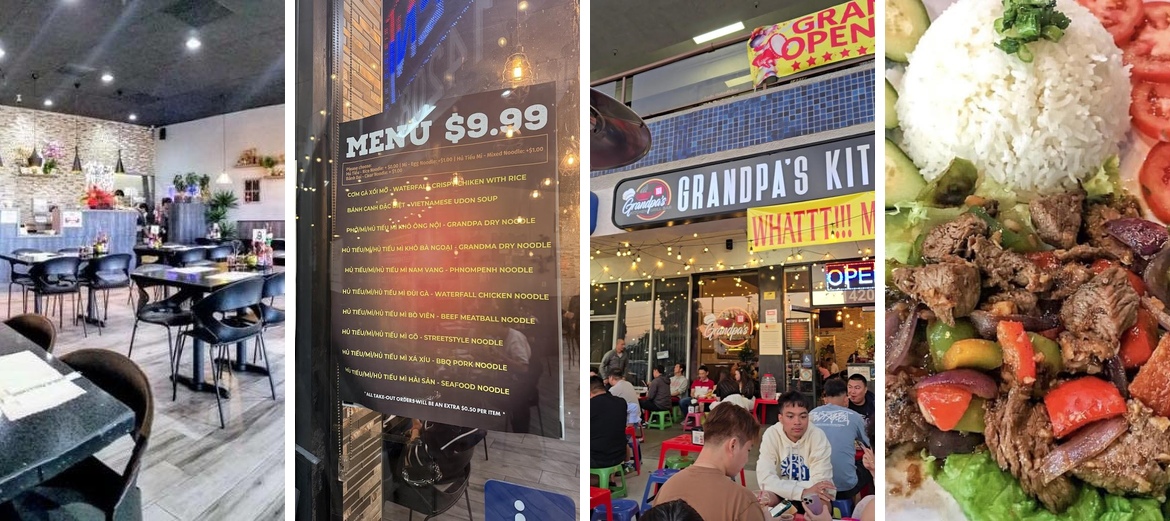 MENU $9.99
CƠM GÀ XỐI MỠ - WATERFALL CRISPY CHIKEN WITH RICE
BÁNH CANH ĐẶC BIỆT - VIETNAMESE UDON SOUP
PHỞ/MÌ/HỦ TIẾU MÌ KHÔ ÔNG NỘI - GRANDPA DRY NOODLE
HỦ TIẾU/MÌ/HỦ TIẾU MÌ KHÔ BÀ NGOẠI - GRANDMA DRY NOODLE
HỦ TIẾU/MÌ/HỦ TIẾU MÌ NAM VANG - PHNOMPENH NOODLE
HỦ TIẾU/MÌ/HỦ TIẾU MÌ ĐÙI GÀ - WATERFALL CHICKEN NOODLE
HỦ TIẾU/MÌ/HỦ TIẾU MÌ BÒ VIÊN - BEEF MEATBALL NOODLE
HỦ TIẾU/MÌ/HỦ TIẾU MÌ GÕ - STREETSTYLE NOODLE
HỦ TIẾU/MÌ/HỦ TIẾU MÌ XÁ XÍU - BBQ PORK NOODLE
HỦ TIẾU/MÌ/HỦ TIẾU MÌ HẢI SẢN - SEAFOOD NOODLE
*ALL TAKE-OUT ORDERS WILL BE AN EXTRA $0.50 PER ITEM *
GRAN
OPEN
Grandpa's
GRANDPA'S KIT
WHATTT!!! M
OPE
420
Grandpa's